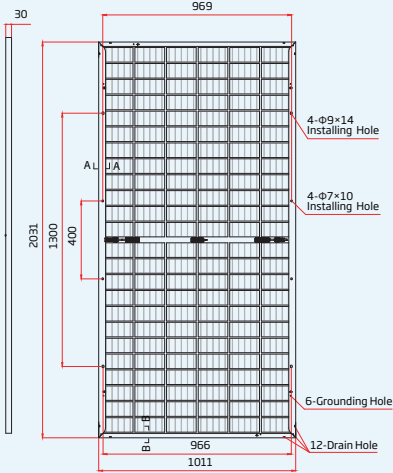 30
969
4-Φ9×14
Installing Hole
A
A
4-Φ7×10
Installing Hole
2031
1300
400
6-Grounding Hole
B
B
12-Drain Hole
966
1011